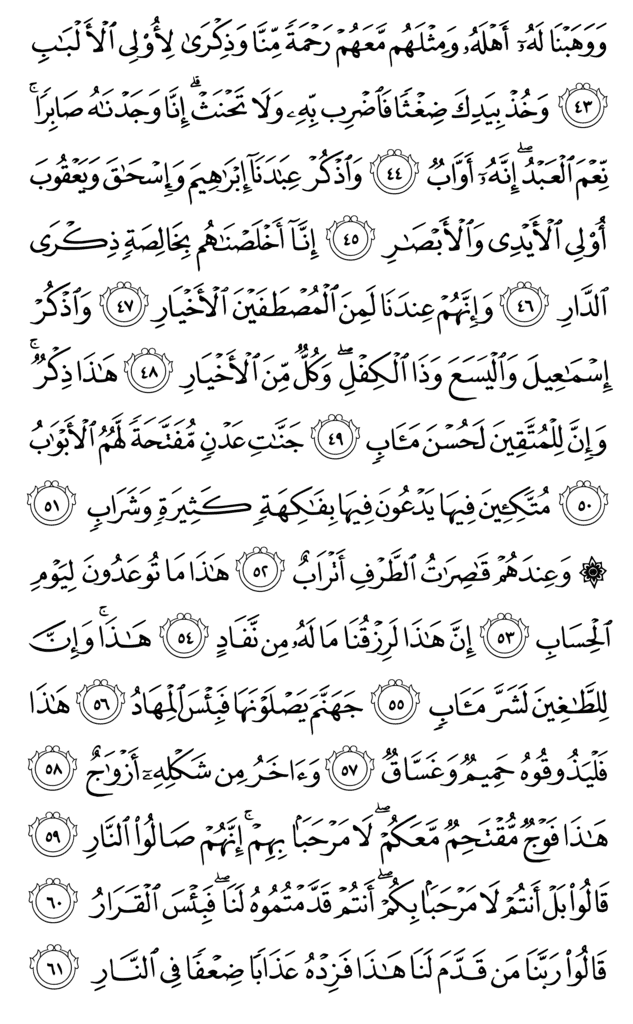 وَوَهَبۡنَا لَهُۥٓ أَهۡلَهُۥ وَمِثۡلَهُم مَّعَهُمۡ رَحۡمَةٗ مِّنَّا وَذِكۡرَىٰ لِأُوْلِي ٱلۡأَلۡبَٰبِ
٤٣ وَخُذۡ بِيَدِكَ ضِغۡثٗا فَٱضۡرِب بِّهِۦ وَلَا تَحۡنَثۡۗ إِنَّا وَجَدۡنَٰهُ صَابِرٗاۚ
نِّعۡمَ ٱلۡعَبۡدُ إِنَّهُۥٓ أَوَّابٞ ٤٤ وَٱذۡكُرۡ عِبَٰدَنَآ إِبۡرَٰهِيمَ وَإِسۡحَٰقَ وَيَعۡقُوبَ
أُوْلِي ٱلۡأَيۡدِي وَٱلۡأَبۡصَٰرِ ٤٥ إِنَّآ أَخۡلَصۡنَٰهُم بِخَالِصَةٖ ذِكۡرَى
ٱلدَّارِ ٤٦ وَإِنَّهُمۡ عِندَنَا لَمِنَ ٱلۡمُصۡطَفَيۡنَ ٱلۡأَخۡيَارِ ٤٧ وَٱذۡكُرۡ
إِسۡمَٰعِيلَ وَٱلۡيَسَعَ وَذَا ٱلۡكِفۡلِۖ وَكُلّٞ مِّنَ ٱلۡأَخۡيَارِ ٤٨ هَٰذَا ذِكۡرٞۚ
وَإِنَّ لِلۡمُتَّقِينَ لَحُسۡنَ مَـَٔابٖ ٤٩ جَنَّٰتِ عَدۡنٖ مُّفَتَّحَةٗ لَّهُمُ ٱلۡأَبۡوَٰبُ
٥٠ مُتَّكِـِٔينَ فِيهَا يَدۡعُونَ فِيهَا بِفَٰكِهَةٖ كَثِيرَةٖ وَشَرَابٖ ٥١
۞ وَعِندَهُمۡ قَٰصِرَٰتُ ٱلطَّرۡفِ أَتۡرَابٌ ٥٢ هَٰذَا مَا تُوعَدُونَ لِيَوۡمِ
ٱلۡحِسَابِ ٥٣ إِنَّ هَٰذَا لَرِزۡقُنَا مَا لَهُۥ مِن نَّفَادٍ ٥٤ هَٰذَاۚ وَإِنَّ
لِلطَّٰغِينَ لَشَرَّ مَـَٔابٖ ٥٥ جَهَنَّمَ يَصۡلَوۡنَهَا فَبِئۡسَ ٱلۡمِهَادُ ٥٦ هَٰذَا
فَلۡيَذُوقُوهُ حَمِيمٞ وَغَسَّاقٞ ٥٧ وَءَاخَرُ مِن شَكۡلِهِۦٓ أَزۡوَٰجٌ ٥٨
هَٰذَا فَوۡجٞ مُّقۡتَحِمٞ مَّعَكُمۡ لَا مَرۡحَبَۢا بِهِمۡۚ إِنَّهُمۡ صَالُواْ ٱلنَّارِ ٥٩
قَالُواْ بَلۡ أَنتُمۡ لَا مَرۡحَبَۢا بِكُمۡۖ أَنتُمۡ قَدَّمۡتُمُوهُ لَنَاۖ فَبِئۡسَ ٱلۡقَرَارُ ٦٠
قَالُواْ رَبَّنَا مَن قَدَّمَ لَنَا هَٰذَا فَزِدۡهُ عَذَابٗا ضِعۡفٗا فِي ٱلنَّارِ ٦١